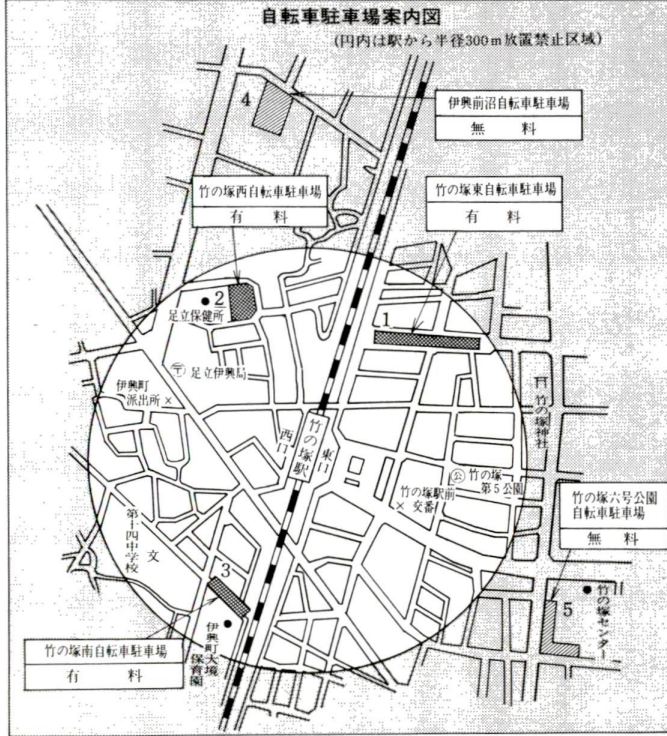 自転車駐車場案内図
(円内は駅から半径300m放置禁止区域)
4
伊興前沼自転車駐車場
無料
竹の塚西自転車駐車場
有料
竹の塚東自転車駐車場
有料
2
足立保健所
1
〒 足立伊興局
伊興町
派出所 ×
西口
竹の塚駅
東口
竹の塚神社
公 竹の塚
第5公園
竹の塚駅前
× 交番
竹の塚六号公園
自転車駐車場
無料
第十四中学校
文
3
5
竹の塚センター
竹の塚南自転車駐車場
有料
伊興町大境
保育園